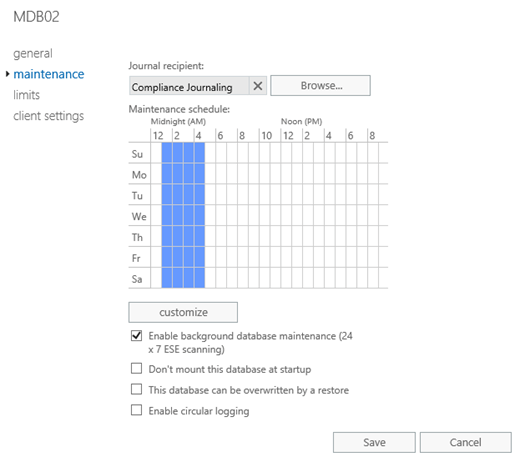 MDB02
general
maintenance
limits
client settings
Journal recipient:
Compliance Journaling
Browse...
Maintenance schedule:
Midnight (AM) Noon (PM)
12 2 4 6 8 10 12 2 4 6 8
Su
Mo
Tu
We
Th
Fr
Sa
customize
Enable background database maintenance (24
x 7 ESE scanning)
Don't mount this database at startup
This database can be overwritten by a restore
Enable circular logging
Save Cancel